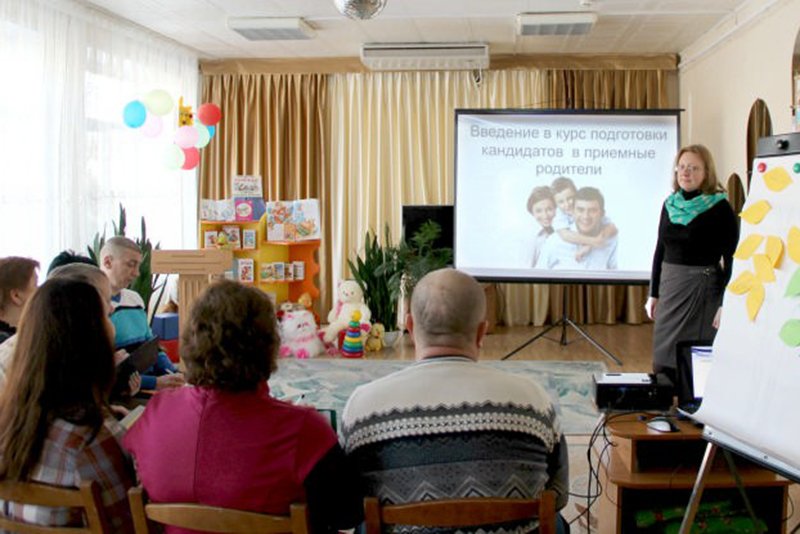 Введение в курс подготовки
кандидатов в приемные
родители